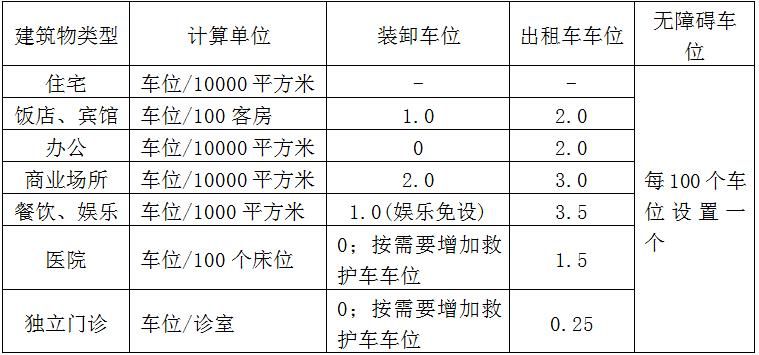 建筑物类型 计算单位 装卸车位 出租车车位 无障碍车
位
住宅 车位/10000 平方米 - -
饭店、宾馆 车位/100 客房 1.0 2.0
办公 车位/10000 平方米 0 2.0
商业场所 车位/10000 平方米 2.0 3.0
餐饮、娱乐 车位/1000 平方米 1.0(娱乐免设) 3.5
医院 车位/100 个床位 0；按需要增加救
护车车位 1.5
独立门诊 车位/诊室 0；按需要增加救
护车车位 0.25
每 100 个车
位设置一
个